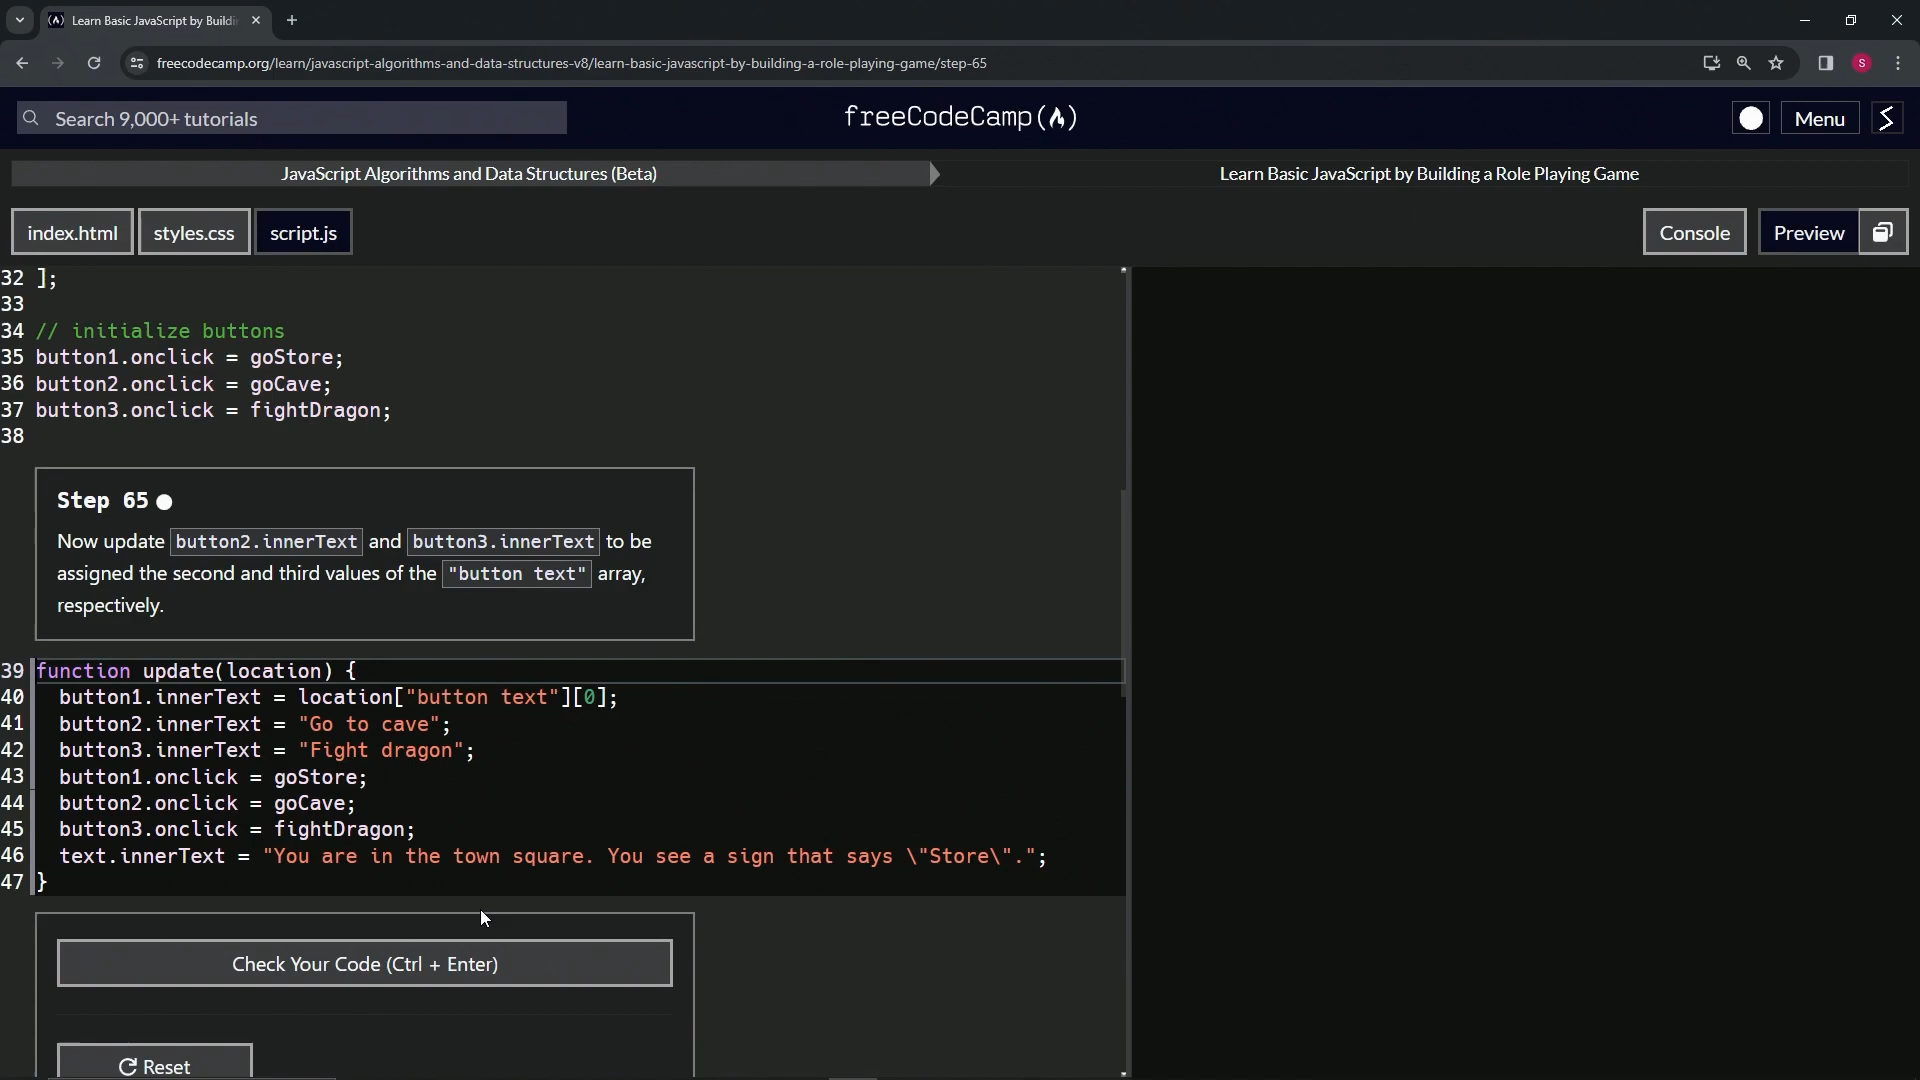 Learn Basic JavaScript by Buildi
freecodecamp.org/learn/javascript-algorithms-and-data-structures-v8/learn-basic-javascript-by-building-a-role-playing-game/step-65
S
Search 9,000+ tutorials
freeCodeCamp
Menu
JavaScript Algorithms and Data Structures (Beta)
Learn Basic JavaScript by Building a Role Playing Game
index.html
styles.css
script.js
Console
Preview
32 ];
33
34 // initialize buttons
35 button1.onclick = goStore;
36 button2.onclick = goCave;
37 button3.onclick = fightDragon;
38
Step 65
Now update button2.innerText and button3.innerText to be
assigned the second and third values of the "button text" array,
respectively.
39 function update(location) {
40 button1.innerText = location["button text"][0];
41 button2.innerText = "Go to cave";
42 button3.innerText = "Fight dragon";
43 button1.onclick = goStore;
44 button2.onclick = goCave;
45 button3.onclick = fightDragon;
46 text.innerText = "You are in the town square. You see a sign that says \"Store\".";
47 }
Check Your Code (Ctrl + Enter)
Reset